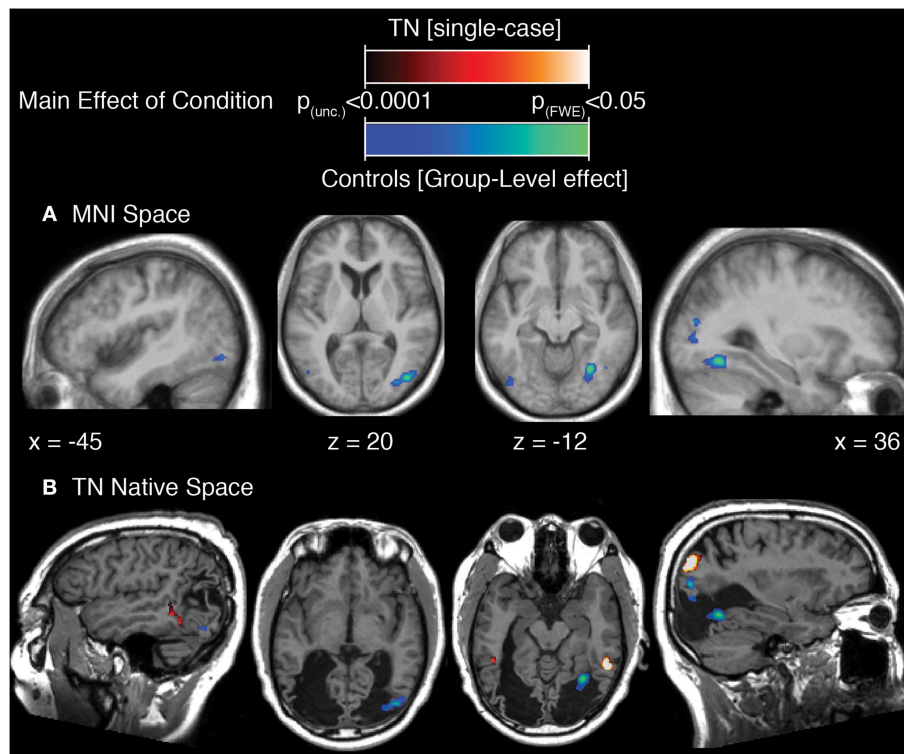 TN [single-case]
Main Effect of Condition
p(unc.)<0.0001 p(FWE)<0.05
Controls [Group-Level effect]
A MNI Space
x = -45 z = 20 z = -12 x = 36
B TN Native Space